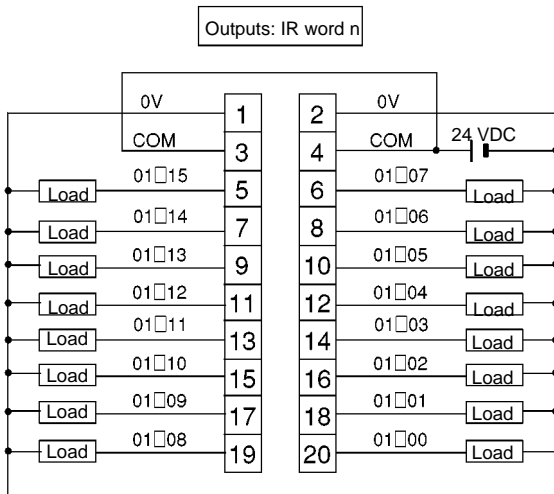 Outputs: IR word n
0V 1 2 0V
COM 3 4 COM 24 VDC
Load 01□15 5 6 01□07 Load
Load 01□14 7 8 01□06 Load
Load 01□13 9 10 01□05 Load
Load 01□12 11 12 01□04 Load
Load 01□11 13 14 01□03 Load
Load 01□10 15 16 01□02 Load
Load 01□09 17 18 01□01 Load
Load 01□08 19 20 01□00 Load